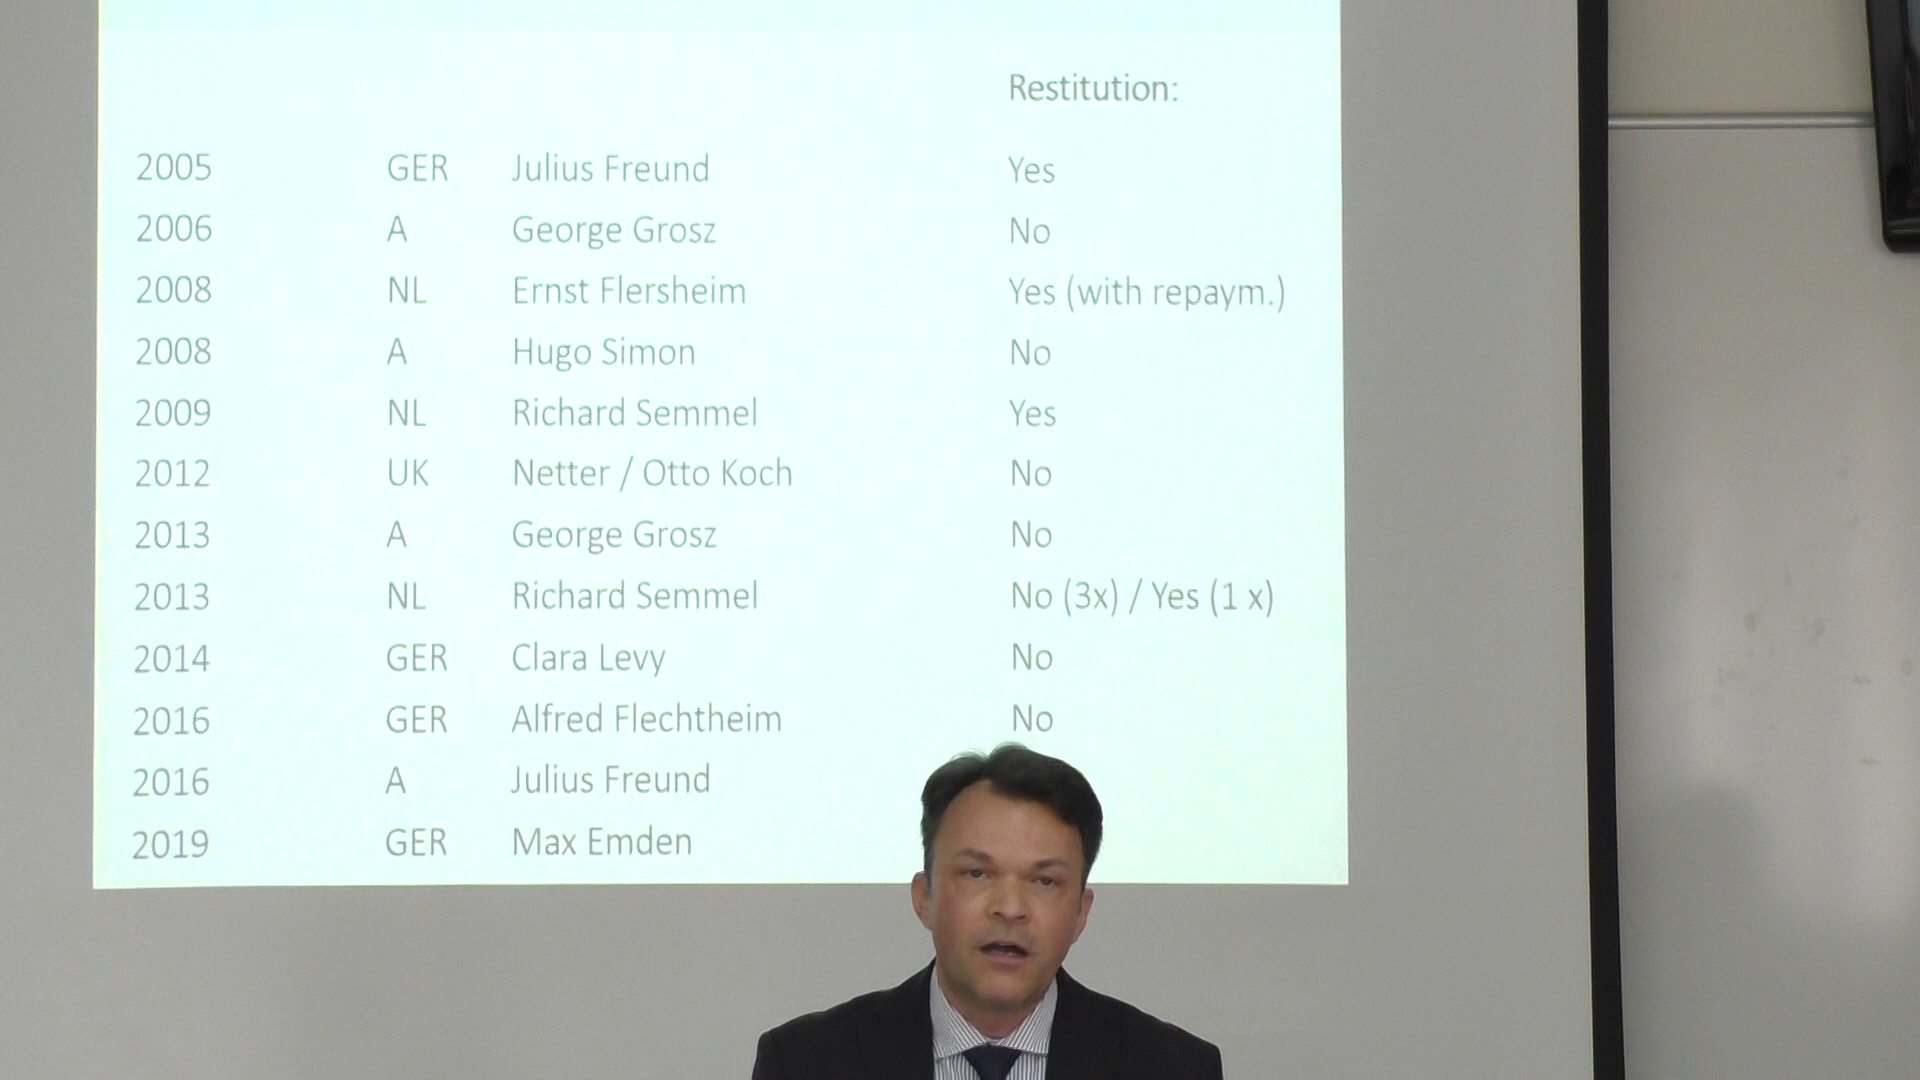 Restitution:
2005 GER Julius Freund Yes
2006 A George Grosz No
2008 NL Ernst Flersheim Yes (with repaym.)
2008 A Hugo Simon No
2009 NL Richard Semmel Yes
2012 UK Netter / Otto Koch No
2013 A George Grosz No
2013 NL Richard Semmel No (3x) / Yes (1 x)
2014 GER Clara Levy No
2016 GER Alfred Flechtheim No
2016 A Julius Freund
2019 GER Max Emden